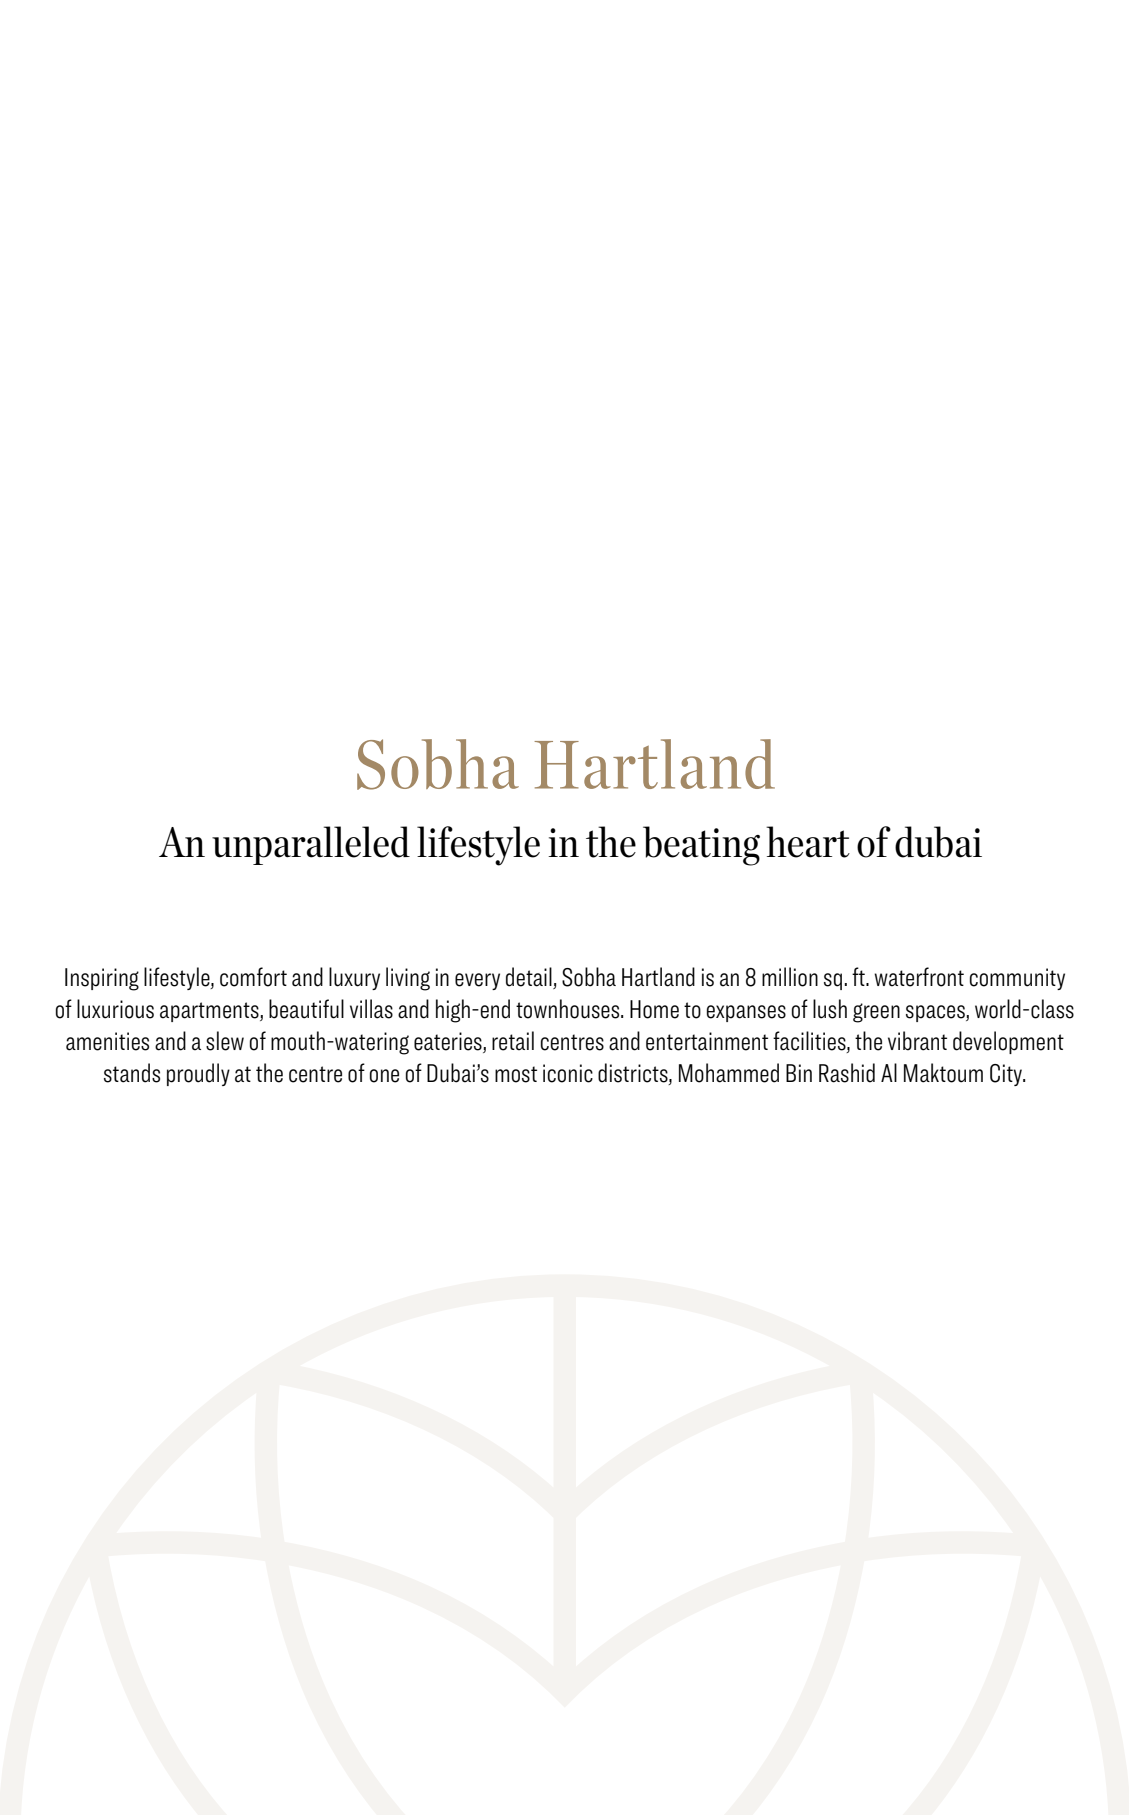 Sobha Hartland
An unparalleled lifestyle in the beating heart of dubai
Inspiring lifestyle, comfort and luxury living in every detail, Sobha Hartland is an 8 million sq. ft. waterfront community
of luxurious apartments, beautiful villas and high-end townhouses. Home to expanses of lush green spaces, world-class
amenities and a slew of mouth-watering eateries, retail centres and entertainment facilities, the vibrant development
stands proudly at the centre of one of Dubai’s most iconic districts, Mohammed Bin Rashid Al Maktoum City.